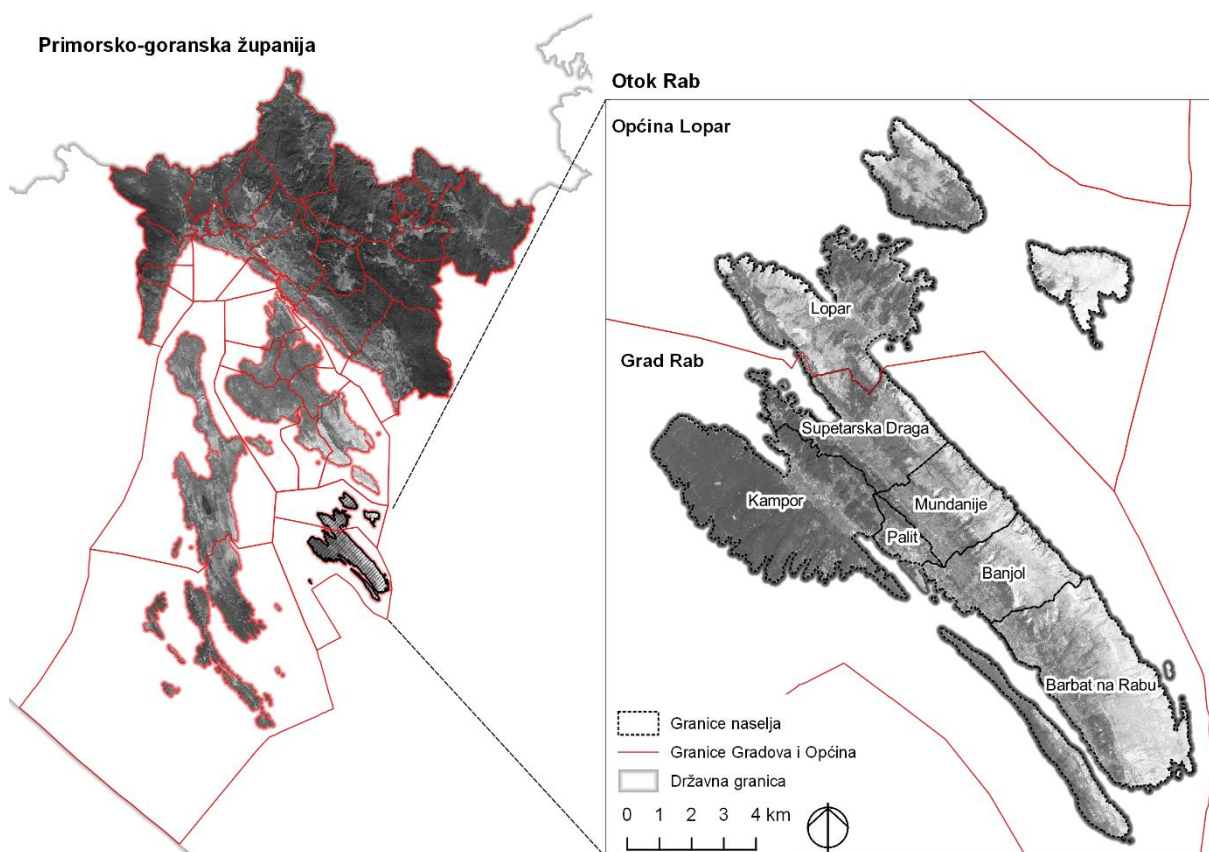 Primorsko-goranska županija
Otok Rab
Općina Lopar
Lopar
Grad Rab
Supetarska Draga
Kampor
Mundanije
Palit
Banjol
Barbat na Rabu
Granice naselja
Granice Gradova i Općina
Državna granica
0 1 2 3 4 km